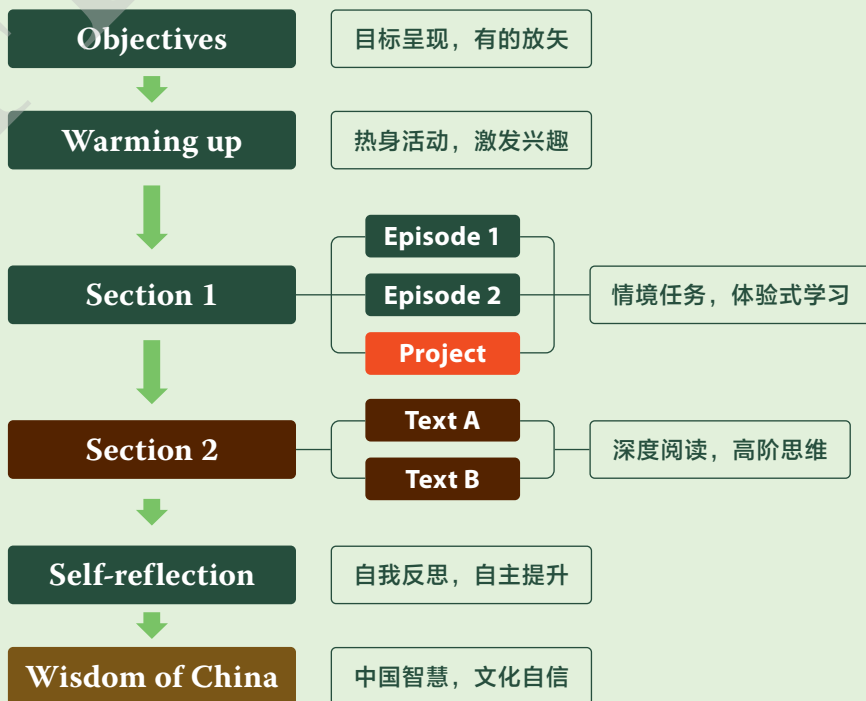 Objectives
目标呈现，有的放矢
Warming up
热身活动，激发兴趣
Section 1
Episode 1
Episode 2
Project
情境任务，体验式学习
Section 2
Text A
Text B
深度阅读，高阶思维
Self-reflection
自我反思，自主提升
Wisdom of China
中国智慧，文化自信